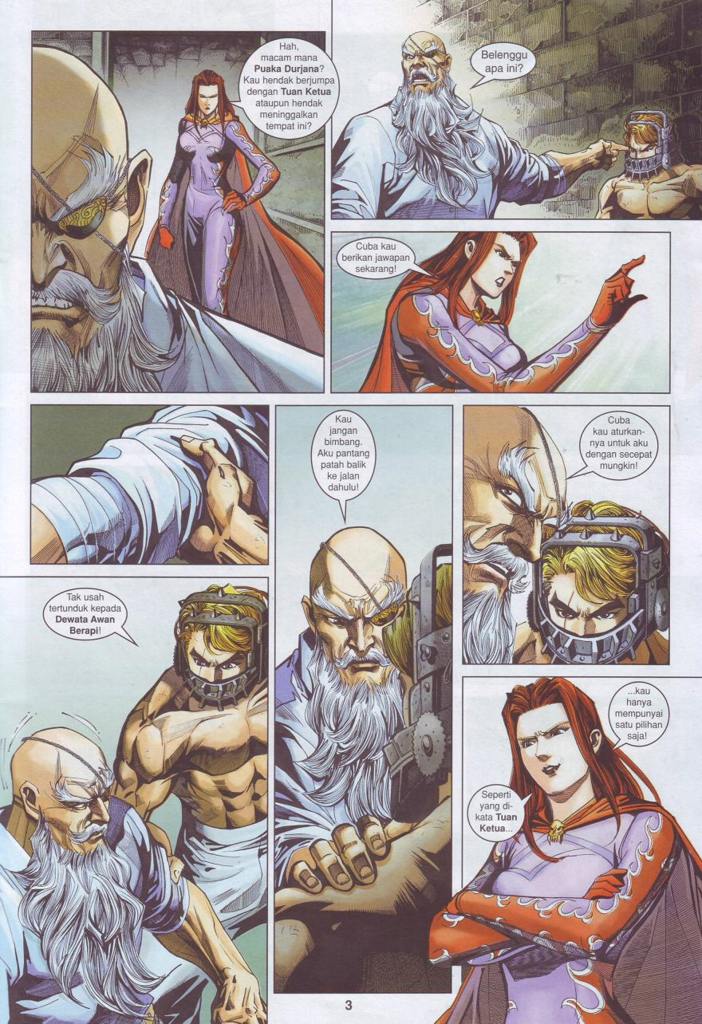 Hah,
macam mana
Puaka Durjana?
Kau hendak berjumpa
dengan Tuan Ketua
ataupun hendak
meninggalkan
tempat ini?
Belenggu
apa ini?
Cuba kau
berikan jawapan
sekarang!
Kau
jangan
bimbang.
Aku pantang
patah balik
ke jalan
dahulu!
Cuba
kau aturkan-
nya untuk aku
dengan secepat
mungkin!
Tak usah
tertunduk kepada
Dewata Awan
Berapi!
Seperti
yang di-
kata Tuan
Ketua...
...kau
hanya
mempunyai
satu pilihan
saja!
3